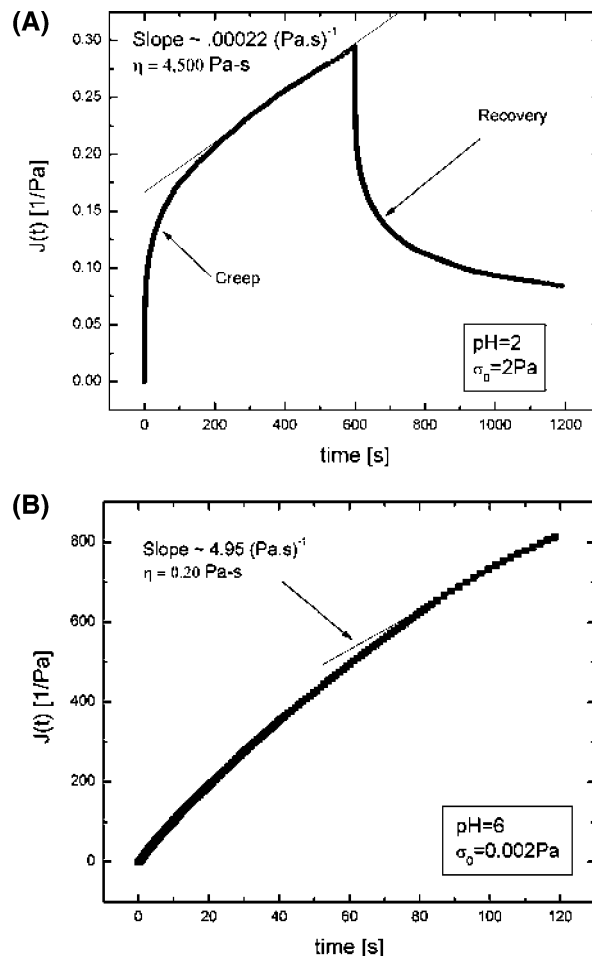 (A)
Slope ~ .00022 (Pa.s)⁻¹
η = 4,500 Pa-s
Recovery
Creep
pH=2
σ₀=2Pa
0.30
0.25
0.20
0.15
0.10
0.05
0.00
J(t) [1/Pa]
0 200 400 600 800 1000 1200
time [s]
(B)
Slope ~ 4.95 (Pa.s)⁻¹
η = 0.20 Pa-s
pH=6
σ₀=0.002Pa
800
600
400
200
0
J(t) [1/Pa]
0 20 40 60 80 100 120
time [s]